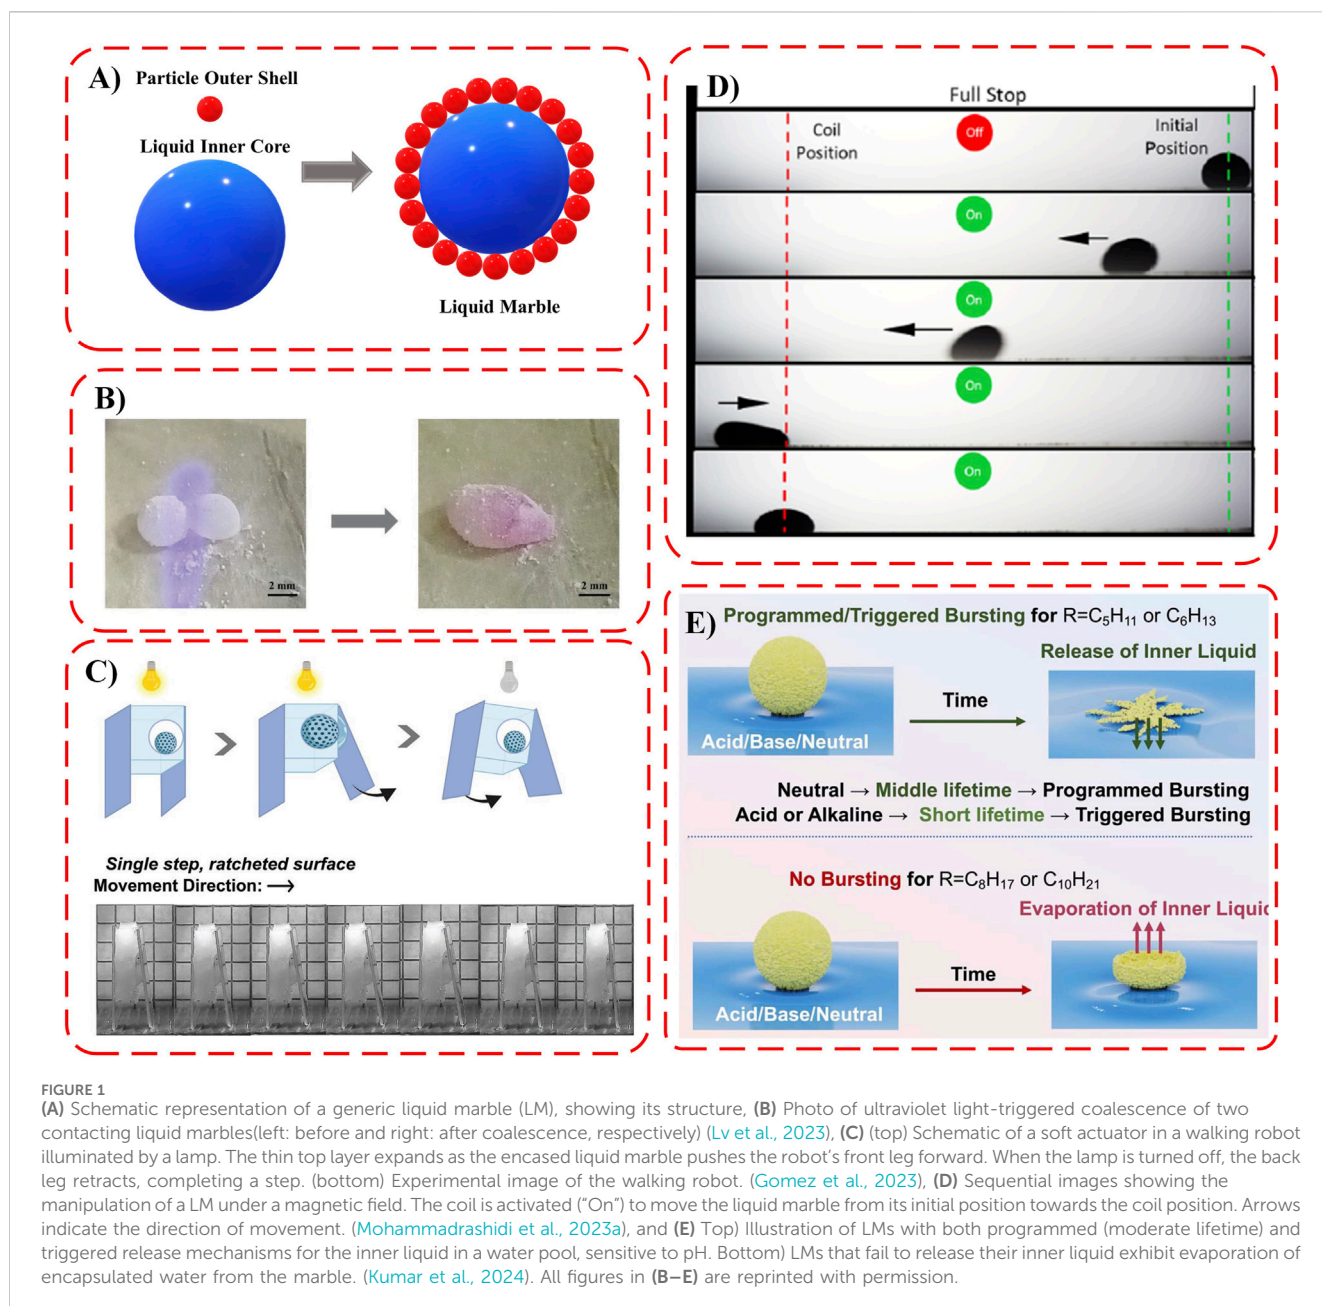 A)
Particle Outer Shell
Liquid Inner Core
Liquid Marble
B)
2 mm
2 mm
C)
Single step, ratcheted surface
Movement Direction: →
D)
Full Stop
Coil
Position
Off
Initial
Position
On
On
On
On
E)
Programmed/Triggered Bursting for R=C₅H₁₁ or C₆H₁₃
Release of Inner Liquid
Time
Acid/Base/Neutral
Neutral → Middle lifetime → Programmed Bursting
Acid or Alkaline → Short lifetime → Triggered Bursting
No Bursting for R=C₈H₁₇ or C₁₀H₂₁
Evaporation of Inner Liquid
Time
Acid/Base/Neutral
FIGURE 1
(A) Schematic representation of a generic liquid marble (LM), showing its structure, (B) Photo of ultraviolet light-triggered coalescence of two
contacting liquid marbles(left: before and right: after coalescence, respectively) (Lv et al., 2023), (C) (top) Schematic of a soft actuator in a walking robot
illuminated by a lamp. The thin top layer expands as the encased liquid marble pushes the robot's front leg forward. When the lamp is turned off, the back
leg retracts, completing a step. (bottom) Experimental image of the walking robot. (Gomez et al., 2023), (D) Sequential images showing the
manipulation of a LM under a magnetic field. The coil is activated ("On") to move the liquid marble from its initial position towards the coil position. Arrows
indicate the direction of movement. (Mohammadrashidi et al., 2023a), and (E) Top) Illustration of LMs with both programmed (moderate lifetime) and
triggered release mechanisms for the inner liquid in a water pool, sensitive to pH. Bottom) LMs that fail to release their inner liquid exhibit evaporation of
encapsulated water from the marble. (Kumar et al., 2024). All figures in (B–E) are reprinted with permission.